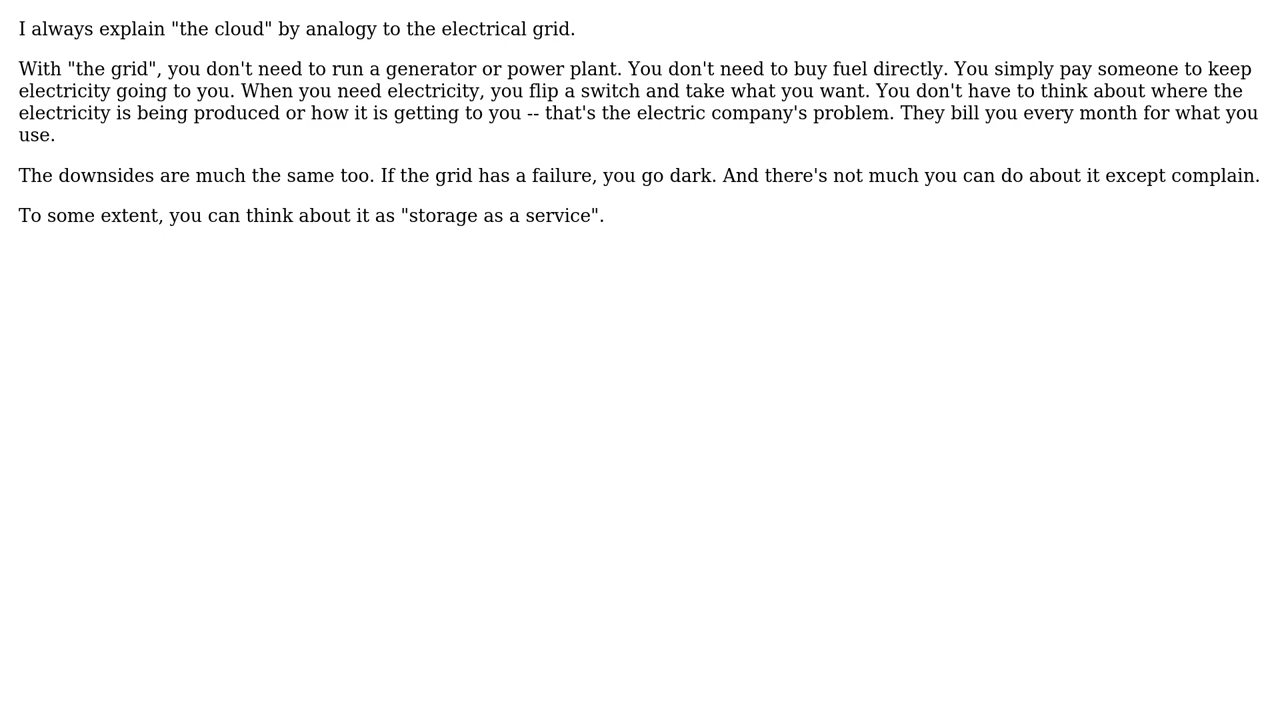 I always explain "the cloud" by analogy to the electrical grid.
With "the grid", you don't need to run a generator or power plant. You don't need to buy fuel directly. You simply pay someone to keep
electricity going to you. When you need electricity, you flip a switch and take what you want. You don't have to think about where the
electricity is being produced or how it is getting to you -- that's the electric company's problem. They bill you every month for what you
use.
The downsides are much the same too. If the grid has a failure, you go dark. And there's not much you can do about it except complain.
To some extent, you can think about it as "storage as a service".